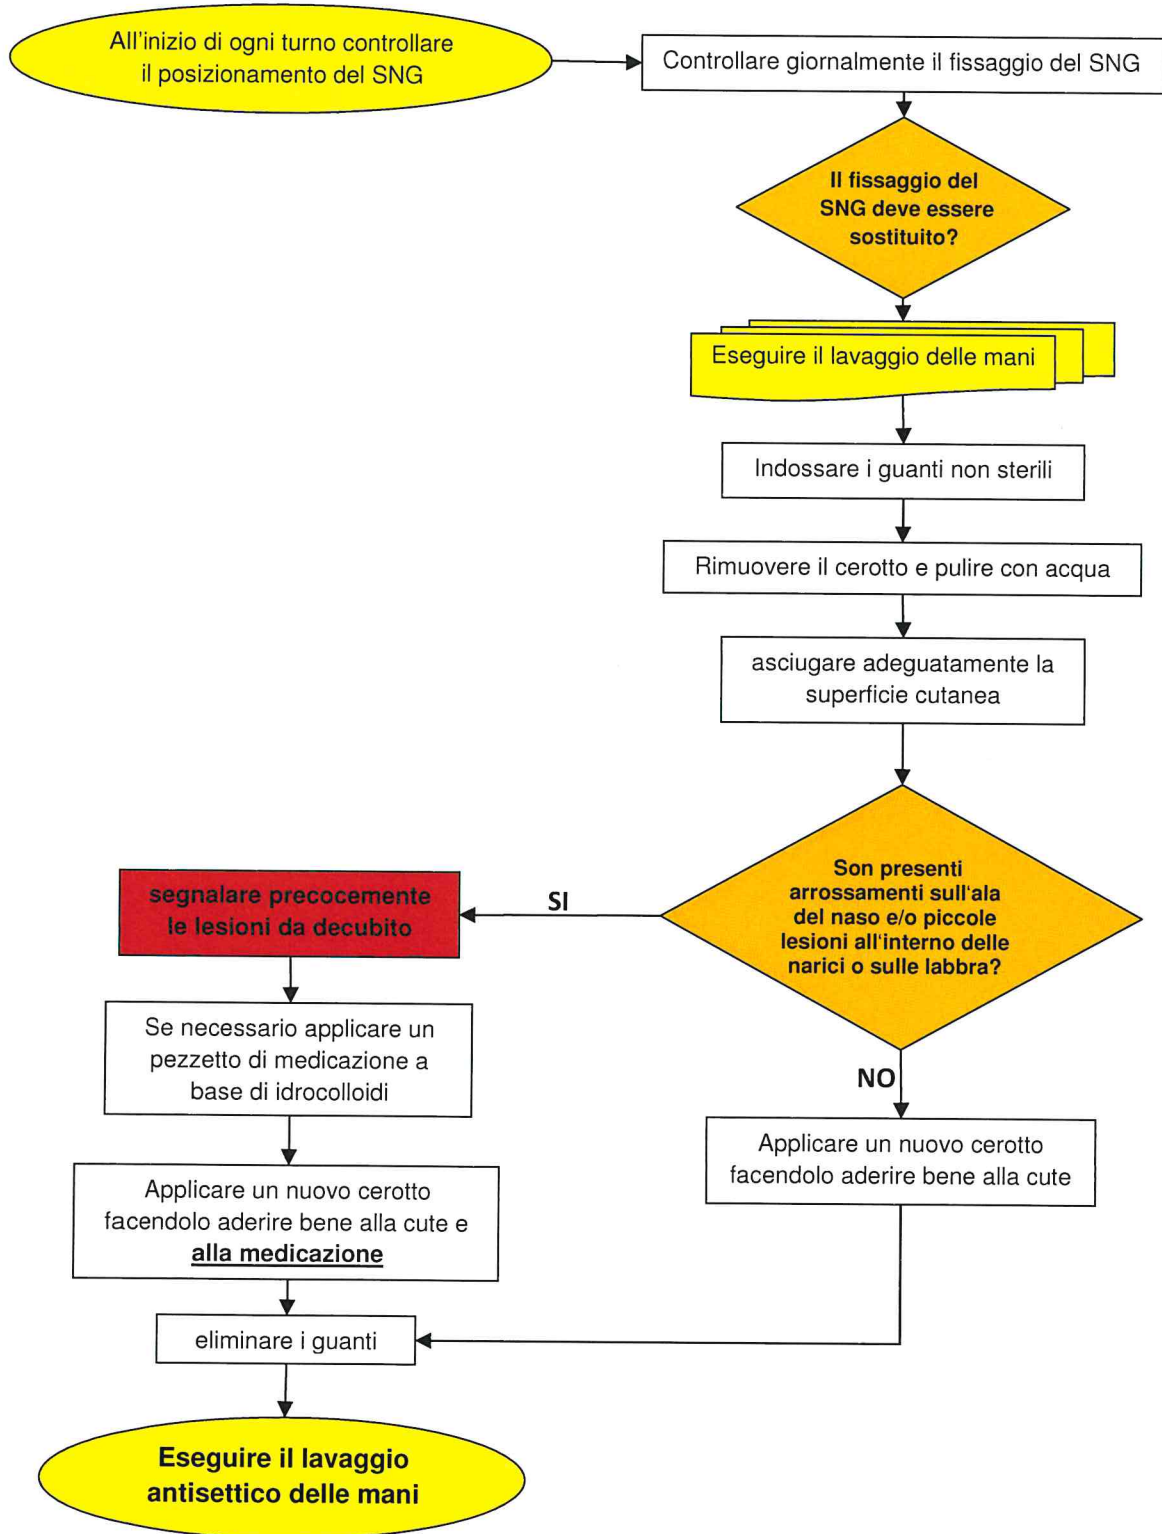 All'inizio di ogni turno controllare
il posizionamento del SNG
Controllare giornalmente il fissaggio del SNG
Il fissaggio del
SNG deve essere
sostituito?
Eseguire il lavaggio delle mani
Indossare i guanti non sterili
Rimuovere il cerotto e pulire con acqua
asciugare adeguatamente la
superficie cutanea
Son presenti
arrossamenti sull'ala
del naso e/o piccole
lesioni all'interno delle
narici o sulle labbra?
SI
segnalare precocemente
le lesioni da decubito
Se necessario applicare un
pezzetto di medicazione a
base di idrocolloidi
Applicare un nuovo cerotto
facendolo aderire bene alla cute e
alla medicazione
NO
Applicare un nuovo cerotto
facendolo aderire bene alla cute
eliminare i guanti
Eseguire il lavaggio
antisettico delle mani